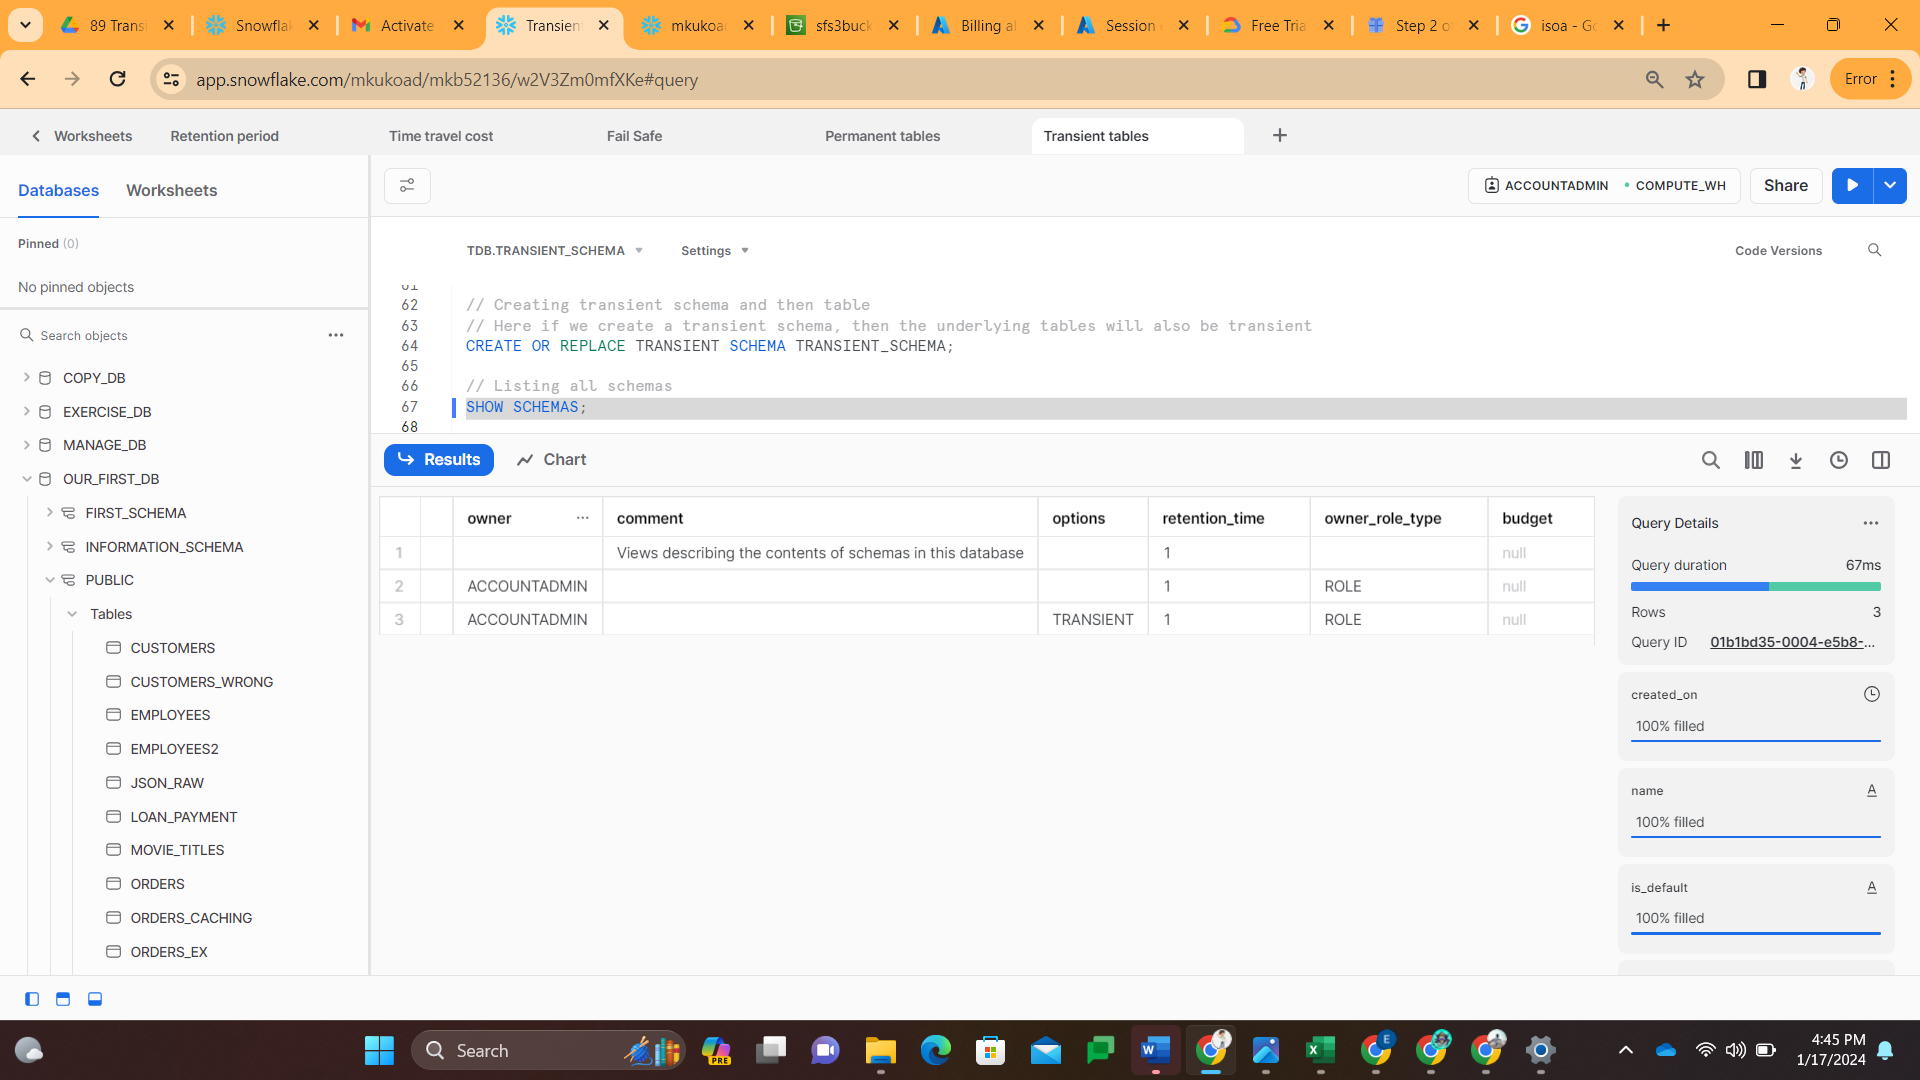 89 Transi
Snowflak
Activate
Transien
mkukoad
sfs3buck
Billing al
Session
Free Tria
Step 2 o
isoa - Go
app.snowflake.com/mkukoad/mkb52136/w2V3Zm0mfXKe#query
Error
Worksheets
Retention period
Time travel cost
Fail Safe
Permanent tables
Transient tables
Databases
Worksheets
ACCOUNTADMIN
COMPUTE_WH
Share
Pinned (0)
No pinned objects
TDB.TRANSIENT_SCHEMA
Settings
Code Versions
Search objects
COPY_DB
EXERCISE_DB
MANAGE_DB
OUR_FIRST_DB
FIRST_SCHEMA
INFORMATION_SCHEMA
PUBLIC
Tables
CUSTOMERS
CUSTOMERS_WRONG
EMPLOYEES
EMPLOYEES2
JSON_RAW
LOAN_PAYMENT
MOVIE_TITLES
ORDERS
ORDERS_CACHING
ORDERS_EX
61
62 // Creating transient schema and then table
63 // Here if we create a transient schema, then the underlying tables will also be transient
64 CREATE OR REPLACE TRANSIENT SCHEMA TRANSIENT_SCHEMA;
65
66 // Listing all schemas
67 SHOW SCHEMAS;
68
Results
Chart
owner ... comment options retention_time owner_role_type budget
1 Views describing the contents of schemas in this database 1 null
2 ACCOUNTADMIN 1 ROLE null
3 ACCOUNTADMIN TRANSIENT 1 ROLE null
Query Details
Query duration 67ms
Rows 3
Query ID 01b1bd35-0004-e5b8-...
created_on
100% filled
name A
100% filled
is_default A
100% filled
Search
PRE
W
X
E
4:45 PM
1/17/2024